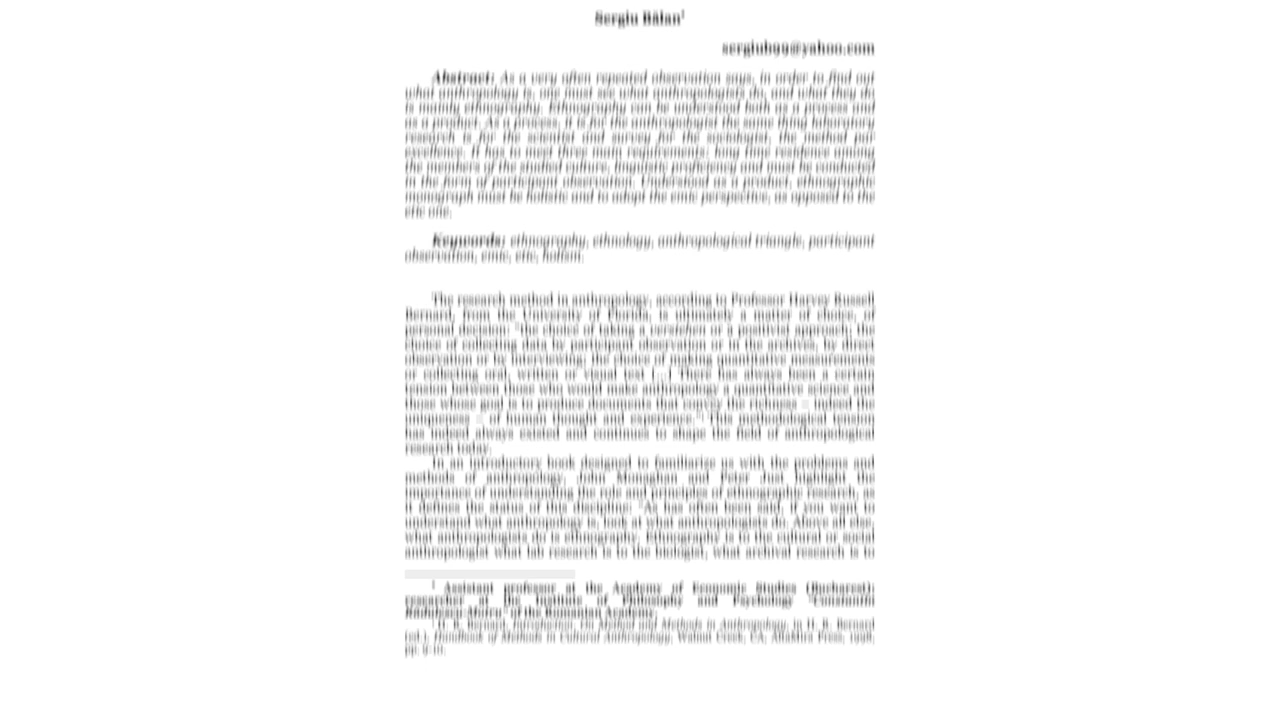 Sergiu Bălan¹
sergiub99@yahoo.com
Abstract: As a very often repeated observation says, in order to find out
what anthropology is, one must see what anthropologists do, and what they do
is mainly ethnography. Ethnography can be understood both as a process and
as a product. As a process, it is for the anthropologist the same thing laboratory
research is for the scientist and survey for the sociologist: the method par
excellence. It has to meet three main requirements: long time residence among
the members of the studied culture, linguistic competency and must be conducted
in the form of participant observation. Understood as a product, ethnographic
monograph must be holistic and to adopt the emic perspective, as opposed to the
etic one.
Keywords: ethnography, ethnology, anthropological triangle, participant
observation, emic, etic, holism.
The research method in anthropology, according to Professor Harvey Russell
Bernard, from the University of Florida, is ultimately a matter of choice, of
personal decision: "the choice of taking a verstehen or a positivist approach; the
choice of collecting data by participant observation or in the archives, by direct
observation or by interviewing; the choice of making quantitative measurements
or collecting oral, written or visual text [...] There has always been a certain
tension between those who would make anthropology a quantitative science and
those whose goal is to produce documents that convey the richness – indeed the
uniqueness – of human thought and experience." This methodological tension
has indeed always existed and continues to shape the field of anthropological
research today.
In an introductory book designed to familiarize us with the problems and
methods of anthropology, John Monaghan and Peter Just highlight the
importance of understanding the role and principles of ethnographic research, as
it defines the status of this discipline: "As has often been said, if you want to
understand what anthropology is, look at what anthropologists do. Above all else,
what anthropologists do is ethnography. Ethnography is to the cultural or social
anthropologist what lab research is to the biologist, what archival research is to
¹ Assistant professor at the Academy of Economic Studies (Bucharest);
researcher at the Institute of Philosophy and Psychology "Constantin
Rădulescu-Motru" of the Romanian Academy.
H. R. Bernard, Introduction. On Method and Methods in Anthropology, in H. R. Bernard
(ed.), Handbook of Methods in Cultural Anthropology, Walnut Creek, CA, AltaMira Press, 1998,
pp. 9-10.